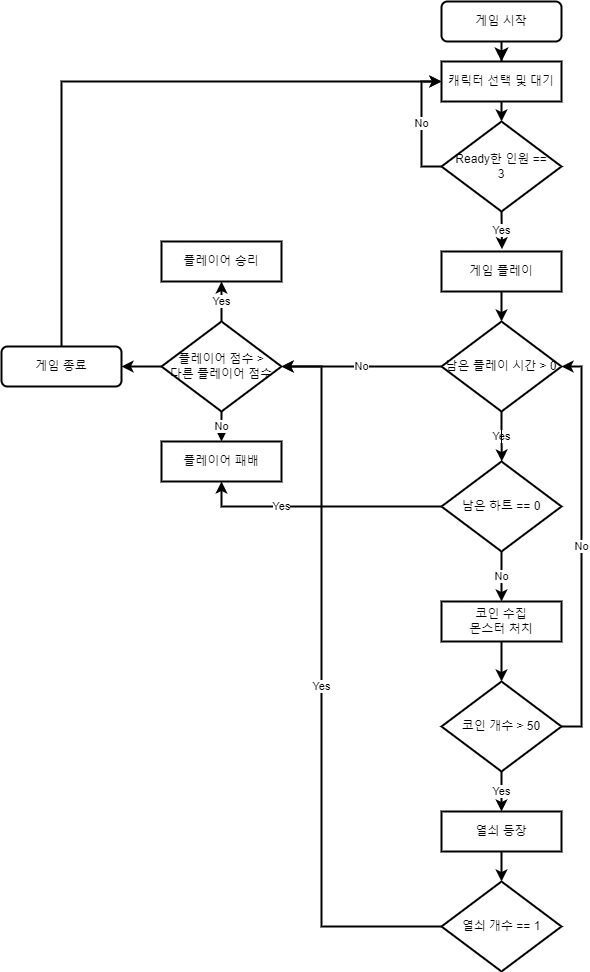 게임 시작
캐릭터 선택 및 대기
No
Ready한 인원 ==
3
Yes
게임 플레이
플레이어 승리
Yes
게임 종료
플레이어 점수 >
다른 플레이어 점수
No
남은 플레이 시간 > 0
No
Yes
플레이어 패배
Yes
남은 하트 == 0
No
No
코인 수집
몬스터 처치
Yes
코인 개수 > 50
Yes
열쇠 등장
열쇠 개수 == 1